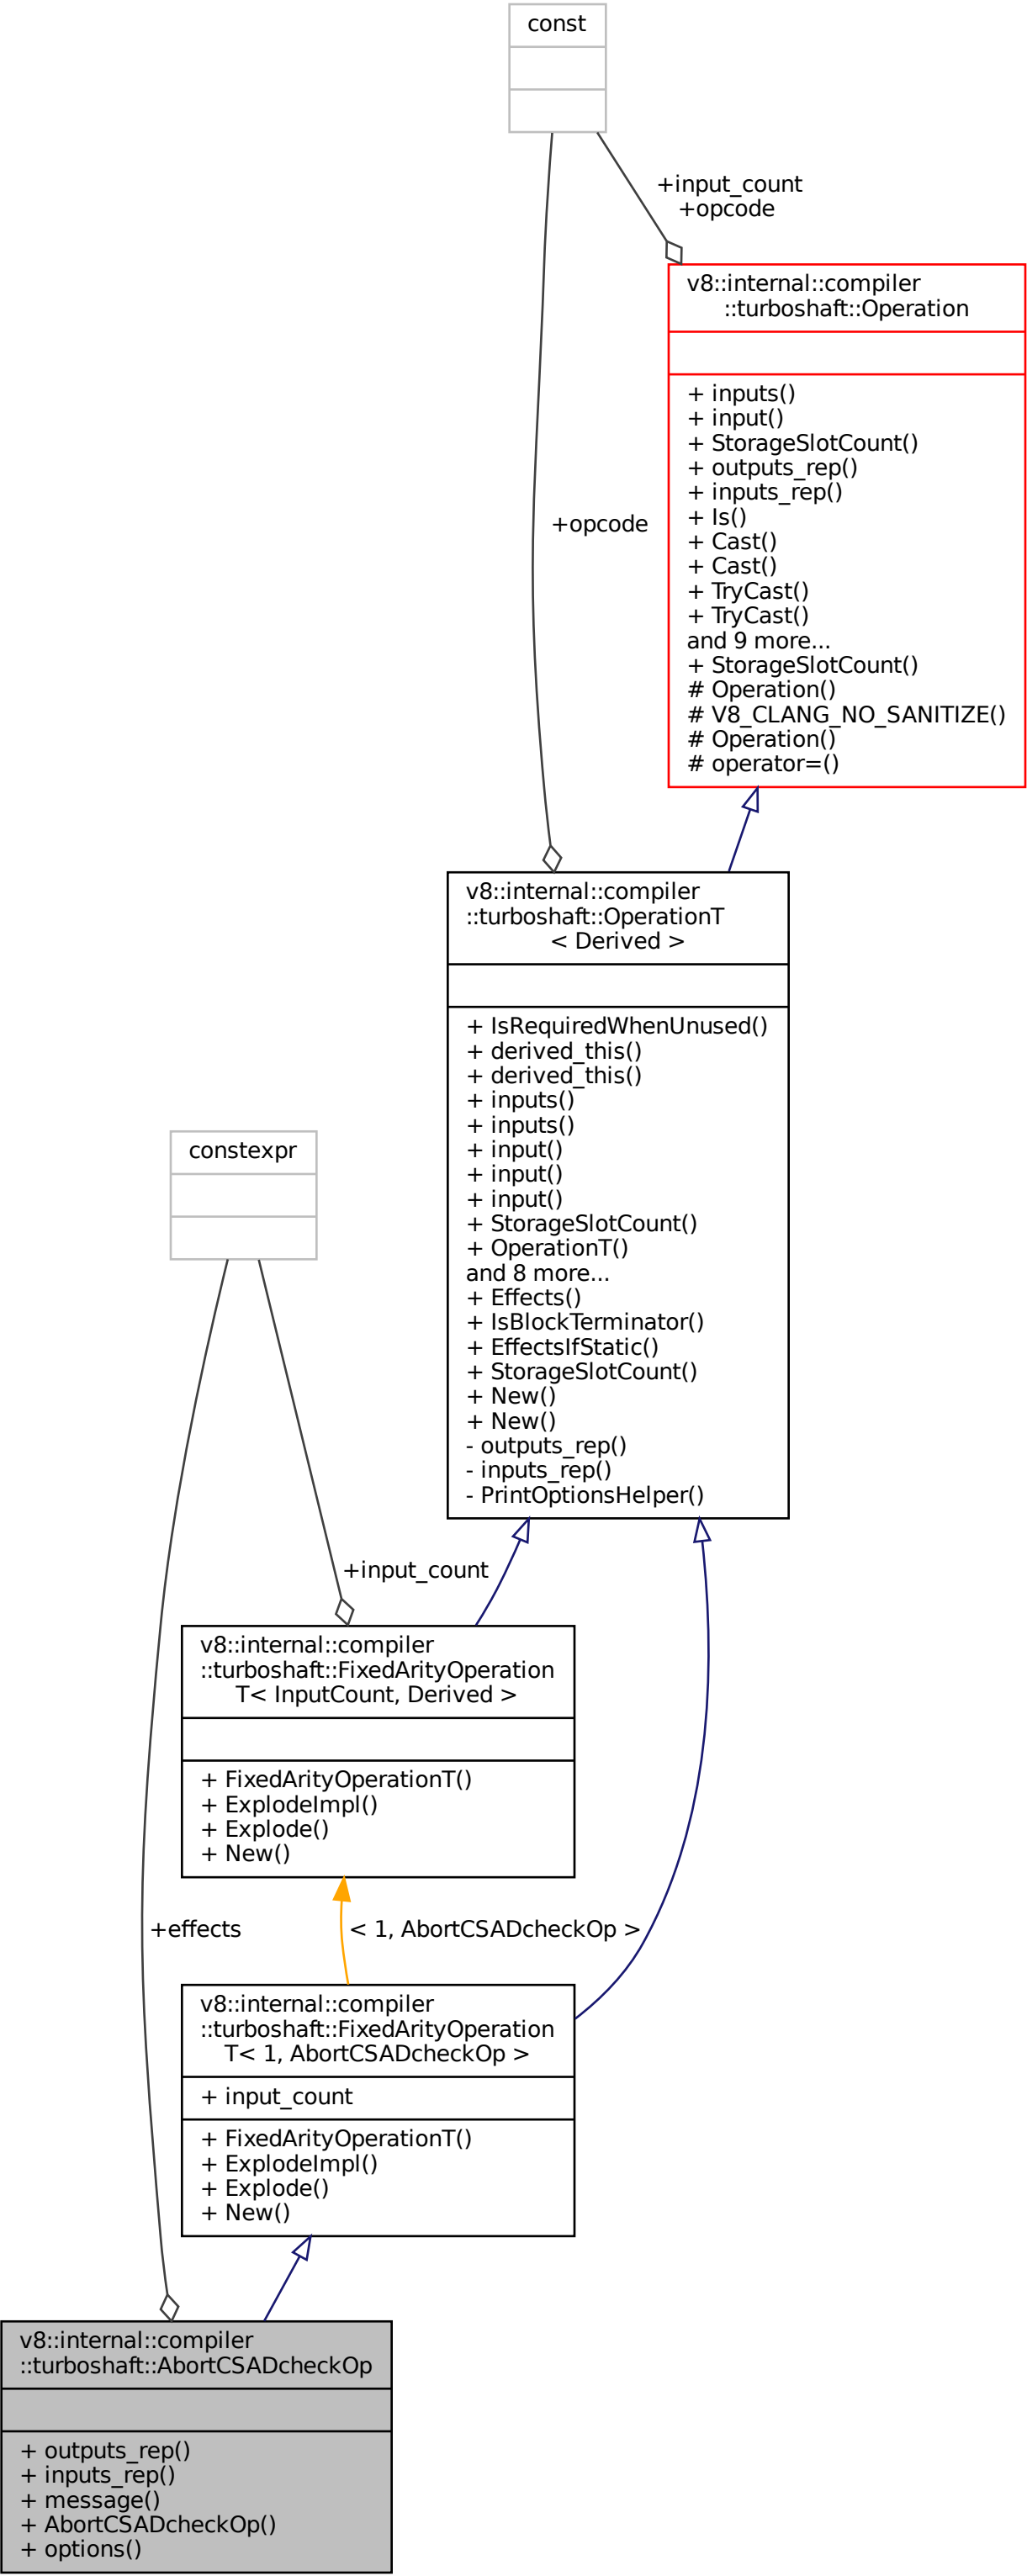 const
+input_count
+opcode
v8::internal::compiler
::turboshaft::Operation
+ inputs()
+ input()
+ StorageSlotCount()
+ outputs_rep()
+ inputs_rep()
+ Is()
+ Cast()
+ Cast()
+ TryCast()
+ TryCast()
and 9 more...
+ StorageSlotCount()
# Operation()
# V8_CLANG_NO_SANITIZE()
# Operation()
# operator=()
+opcode
v8::internal::compiler
::turboshaft::OperationT
< Derived >
+ IsRequiredWhenUnused()
+ derived_this()
+ derived_this()
+ inputs()
+ inputs()
+ input()
+ input()
+ input()
+ StorageSlotCount()
+ OperationT()
and 8 more...
+ Effects()
+ IsBlockTerminator()
+ EffectsIfStatic()
+ StorageSlotCount()
+ New()
+ New()
- outputs_rep()
- inputs_rep()
- PrintOptionsHelper()
constexpr
+input_count
v8::internal::compiler
::turboshaft::FixedArityOperation
T< InputCount, Derived >
+ FixedArityOperationT()
+ ExplodeImpl()
+ Explode()
+ New()
+effects
< 1, AbortCSADcheckOp >
v8::internal::compiler
::turboshaft::FixedArityOperation
T< 1, AbortCSADcheckOp >
+ input_count
+ FixedArityOperationT()
+ ExplodeImpl()
+ Explode()
+ New()
v8::internal::compiler
::turboshaft::AbortCSADcheckOp
+ outputs_rep()
+ inputs_rep()
+ message()
+ AbortCSADcheckOp()
+ options()